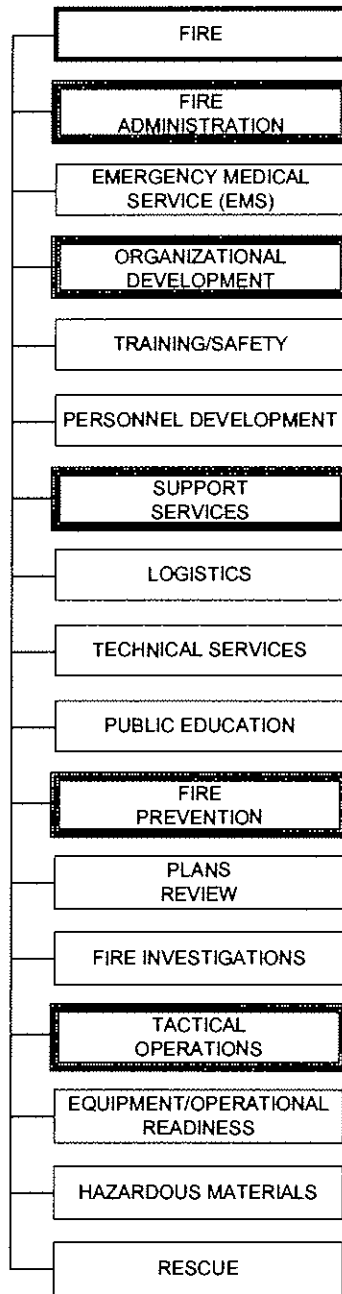 FIRE
FIRE
ADMINISTRATION
EMERGENCY MEDICAL
SERVICE (EMS)
ORGANIZATIONAL
DEVELOPMENT
TRAINING/SAFETY
PERSONNEL DEVELOPMENT
SUPPORT
SERVICES
LOGISTICS
TECHNICAL SERVICES
PUBLIC EDUCATION
FIRE
PREVENTION
PLANS
REVIEW
FIRE INVESTIGATIONS
TACTICAL
OPERATIONS
EQUIPMENT/OPERATIONAL
READINESS
HAZARDOUS MATERIALS
RESCUE